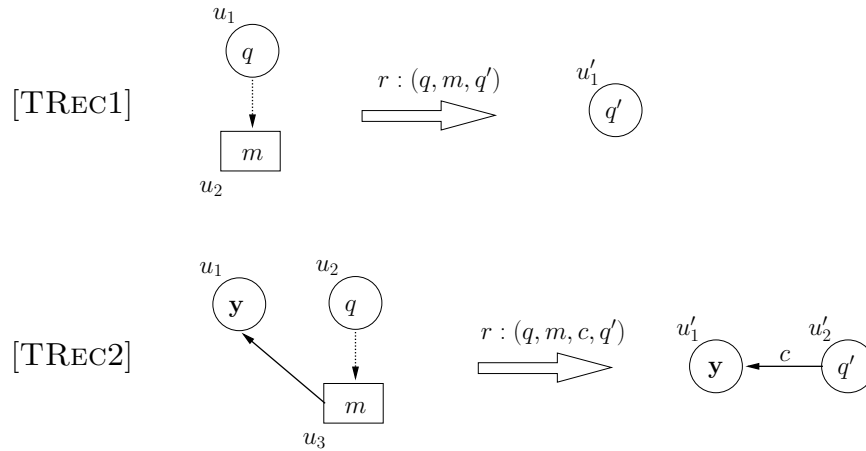 u₁
q
[TREC1]
m
u₂
r : (q, m, q′)
u′₁
q′
u₁
u₂
y
q
[TREC2]
m
u₃
r : (q, m, c, q′)
u′₁
u′₂
y
c
q′